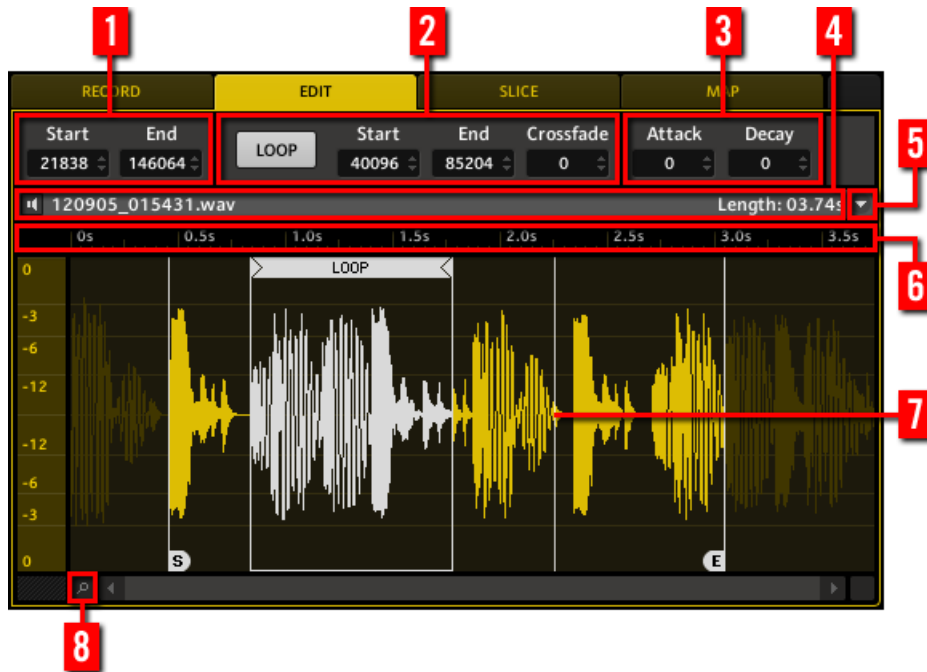 1 2 3 4
RECORD EDIT SLICE MAP
Start End LOOP Start End Crossfade Attack Decay
21838 146064 40096 85204 0 0 0
5
120905_015431.wav Length: 03.74s
0s 0.5s 1.0s 1.5s 2.0s 2.5s 3.0s 3.5s
6
0 LOOP
-3
-6
-12
7
-12
-6
-3
0 S E
8